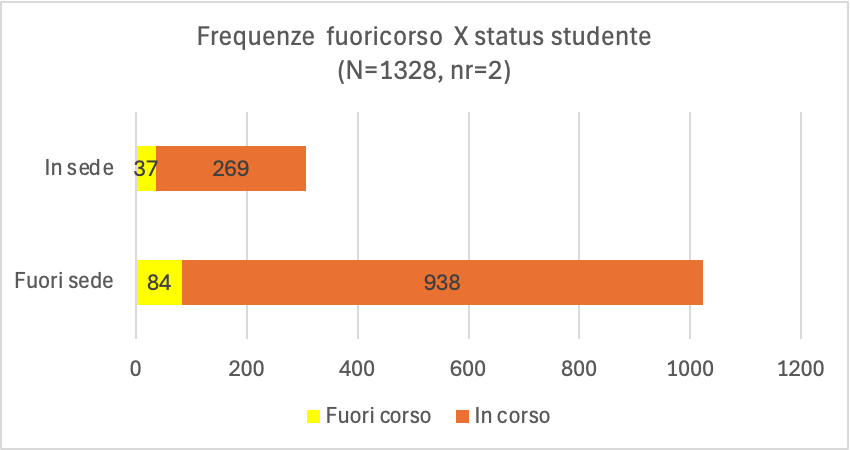 Frequenze fuoricorso X status studente
(N=1328, nr=2)
In sede
37
269
Fuori sede
84
938
0 200 400 600 800 1000 1200
Fuori corso In corso